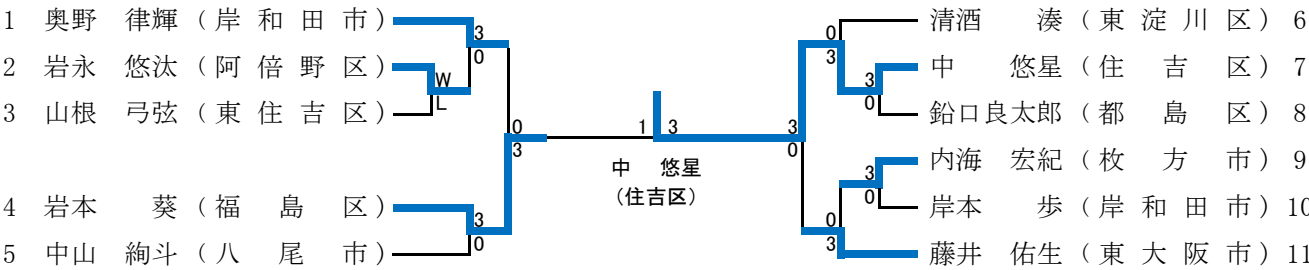 1 奥野 律輝 (岸和田市)
2 岩永 悠汰 (阿倍野区)
3 山根 弓弦 (東住吉区)
4 岩本 葵 (福島区)
5 中山 絢斗 (八尾市)
3
0
W
L
0
3
3
0
1 3
中 悠星
(住吉区)
3
0
0
3
3
0
3
0
0
3
清酒 湊 (東淀川区) 6
中 悠星 (住吉区) 7
鉛口良太郎 (都島区) 8
内海 宏紀 (枚方市) 9
岸本 歩 (岸和田市) 10
藤井 佑生 (東大阪市) 11